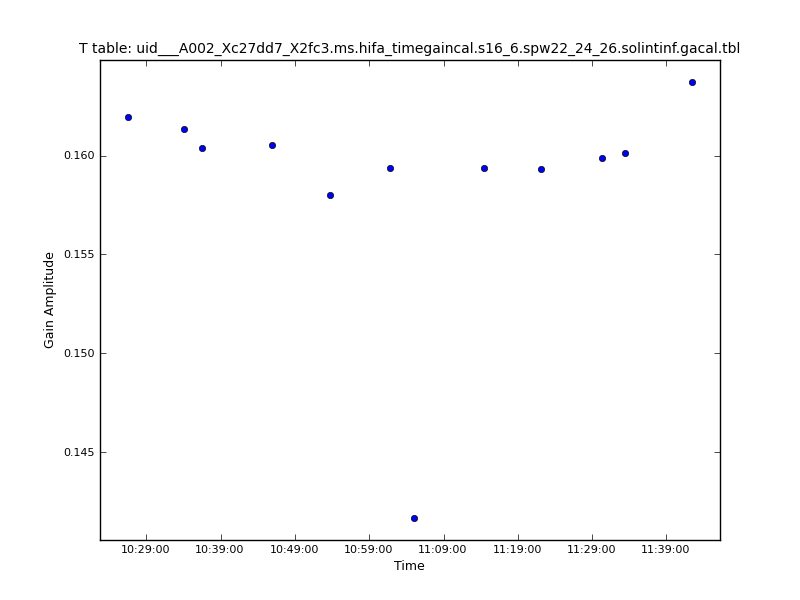 T table: uid___A002_Xc27dd7_X2fc3.ms.hifa_timegaincal.s16_6.spw22_24_26.solintinf.gacal.tbl
0.160
0.155
0.150
0.145
Gain Amplitude
10:29:00 10:39:00 10:49:00 10:59:00 11:09:00 11:19:00 11:29:00 11:39:00
Time